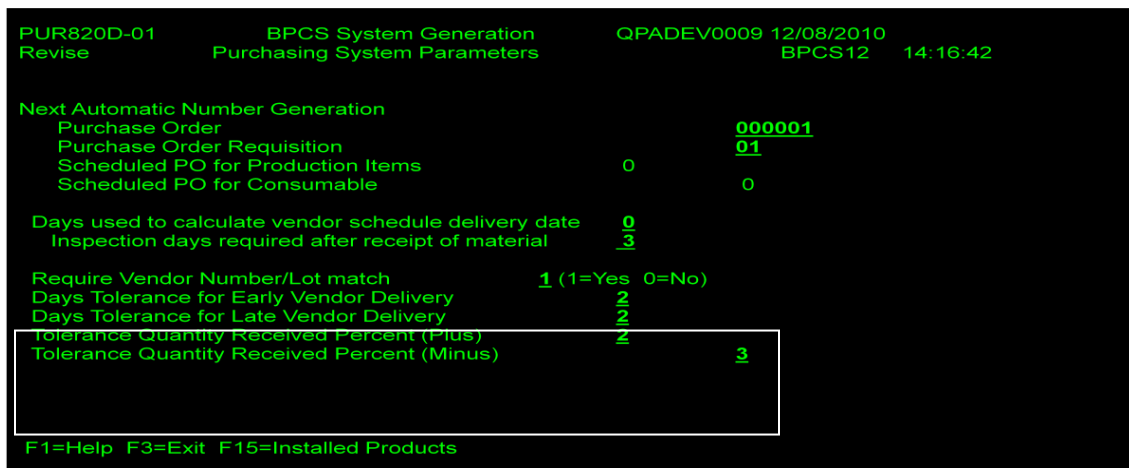 PUR820D-01 BPCS System Generation QPADEV0009 12/08/2010
Revise Purchasing System Parameters BPCS12 14:16:42
Next Automatic Number Generation
Purchase Order 000001
Purchase Order Requisition 01
Scheduled PO for Production Items 0
Scheduled PO for Consumable 0
Days used to calculate vendor schedule delivery date 0
Inspection days required after receipt of material 3
Require Vendor Number/Lot match 1 (1=Yes 0=No)
Days Tolerance for Early Vendor Delivery 2
Days Tolerance for Late Vendor Delivery 2
Tolerance Quantity Received Percent (Plus) 2
Tolerance Quantity Received Percent (Minus) 3
F1=Help F3=Exit F15=Installed Products